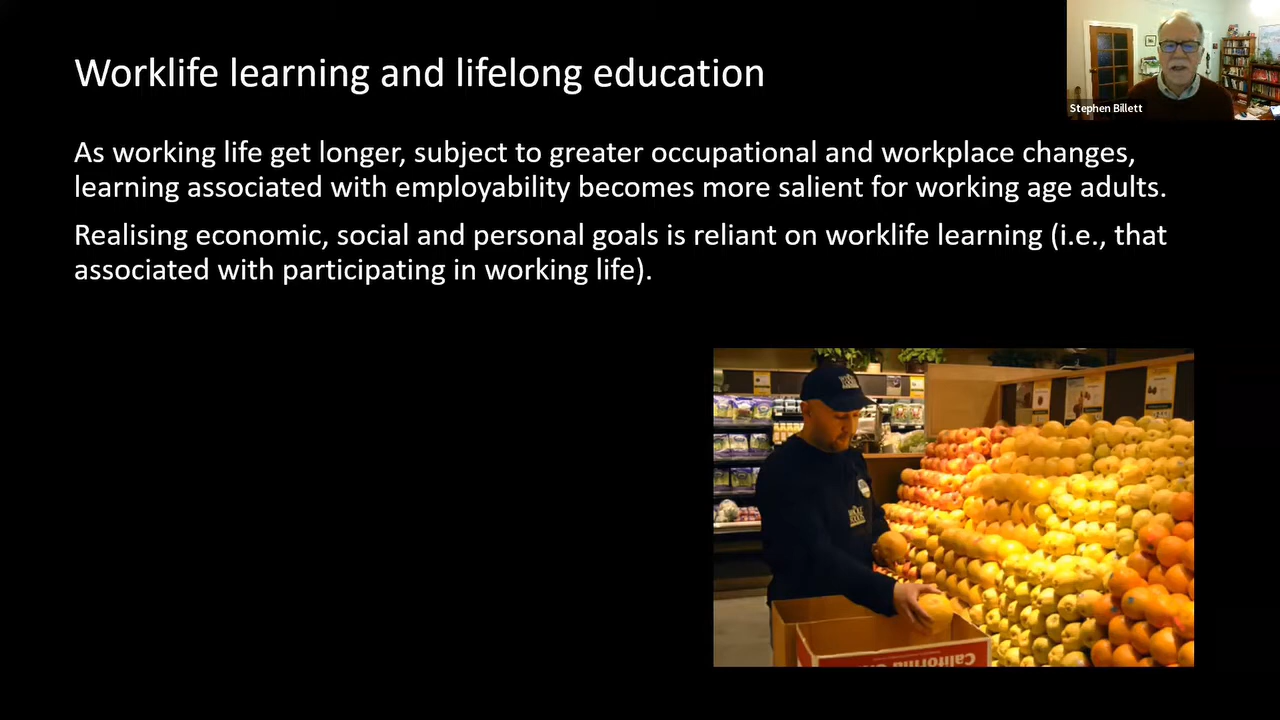 Worklife learning and lifelong education
Stephen Billett
As working life get longer, subject to greater occupational and workplace changes,
learning associated with employability becomes more salient for working age adults.
Realising economic, social and personal goals is reliant on worklife learning (i.e., that
associated with participating in working life).
California